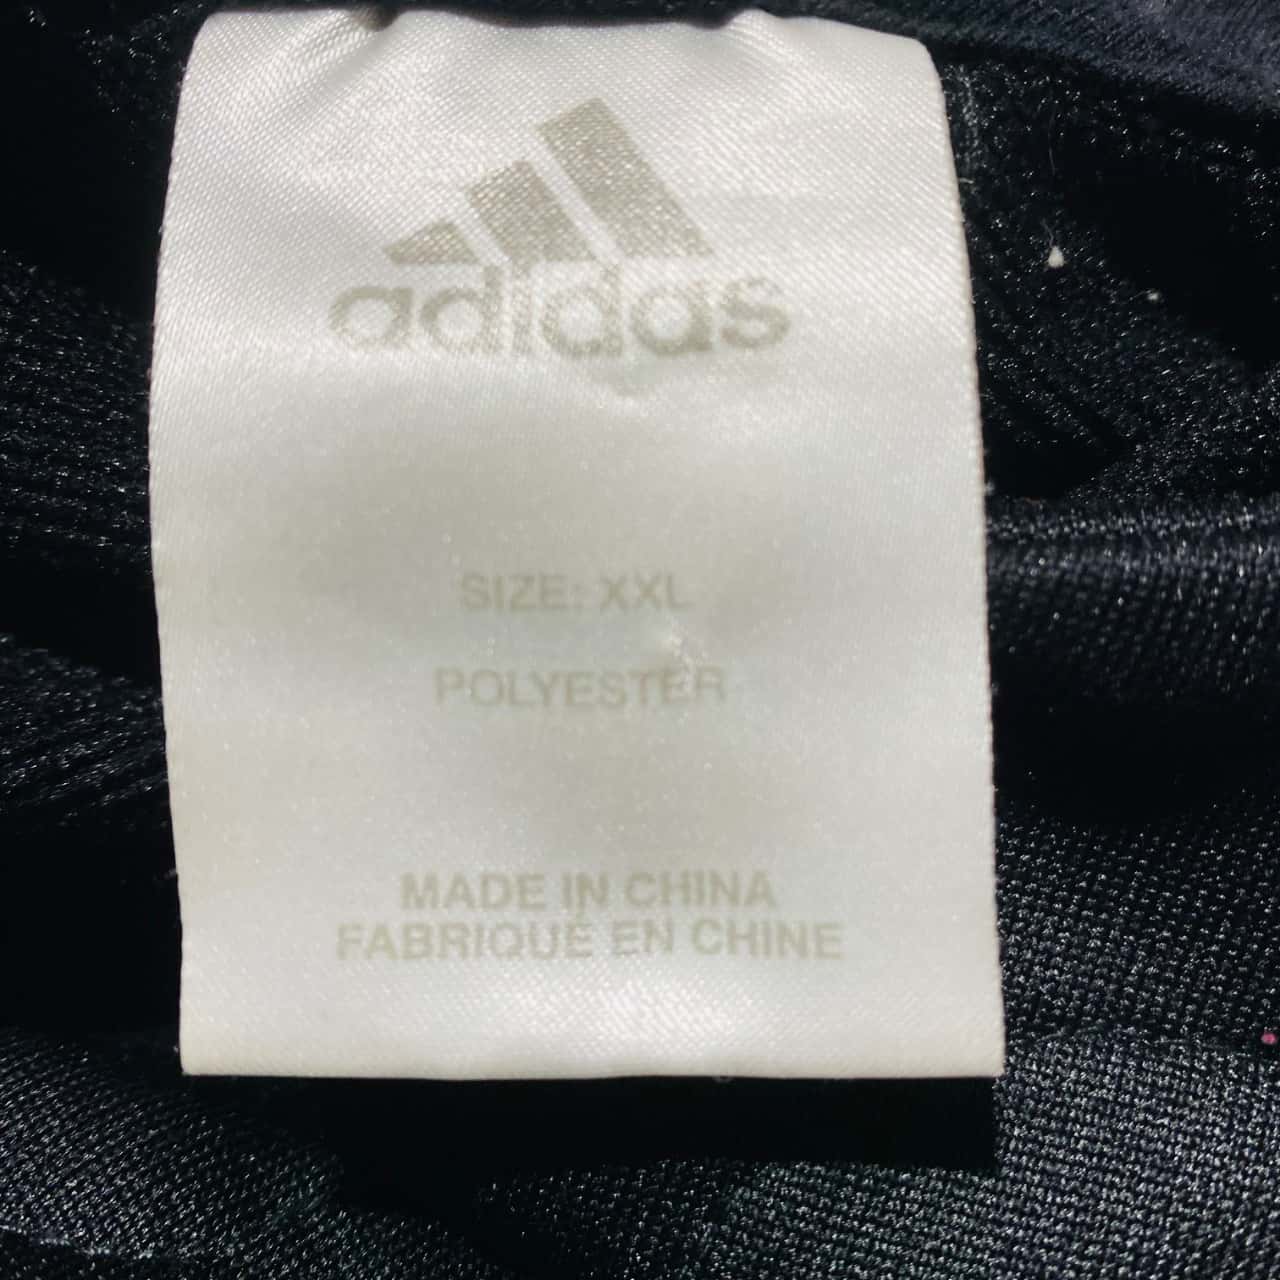 adidas
SIZE: XXL
POLYESTER
MADE IN CHINA
FABRIQUÉ EN CHINE